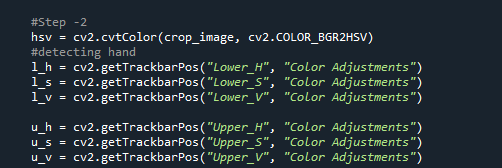 #Step -2
hsv = cv2.cvtColor(crop_image, cv2.COLOR_BGR2HSV)
#detecting hand
l_h = cv2.getTrackbarPos("Lower_H", "Color Adjustments")
l_s = cv2.getTrackbarPos("Lower_S", "Color Adjustments")
l_v = cv2.getTrackbarPos("Lower_V", "Color Adjustments")
u_h = cv2.getTrackbarPos("Upper_H", "Color Adjustments")
u_s = cv2.getTrackbarPos("Upper_S", "Color Adjustments")
u_v = cv2.getTrackbarPos("Upper_V", "Color Adjustments")